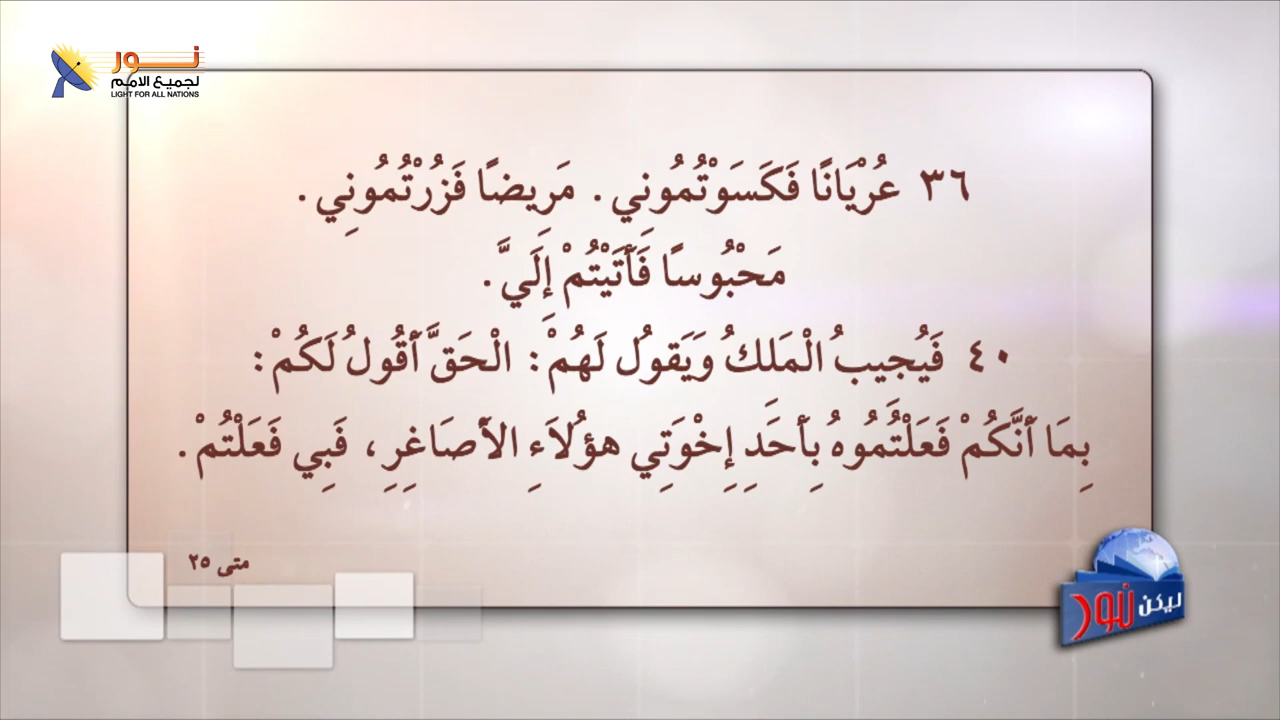 نور
لجميع الامم
LIGHT FOR ALL NATIONS
٣٦ عُرْيَانًا فَكَسَوْتُمُونِي. مَرِيضًا فَزُرْتُمُونِي.
مَحْبُوسًا فَأَتَيْتُمْ إِلَيَّ.
٤٠ فَيُجِيبُ الْمَلِكُ وَيَقوُل لَهُمْ: الْحَقَّ أَقُولُ لَكُمْ:
بِمَا أَنَّكُمْ فَعَلْتُمُوهُ بِأَحَدِ إِخْوَتِي هؤُلاَءِ الأَصَاغِرِ، فَبِي فَعَلْتُمْ.
متى ٢٥
ليكن نور